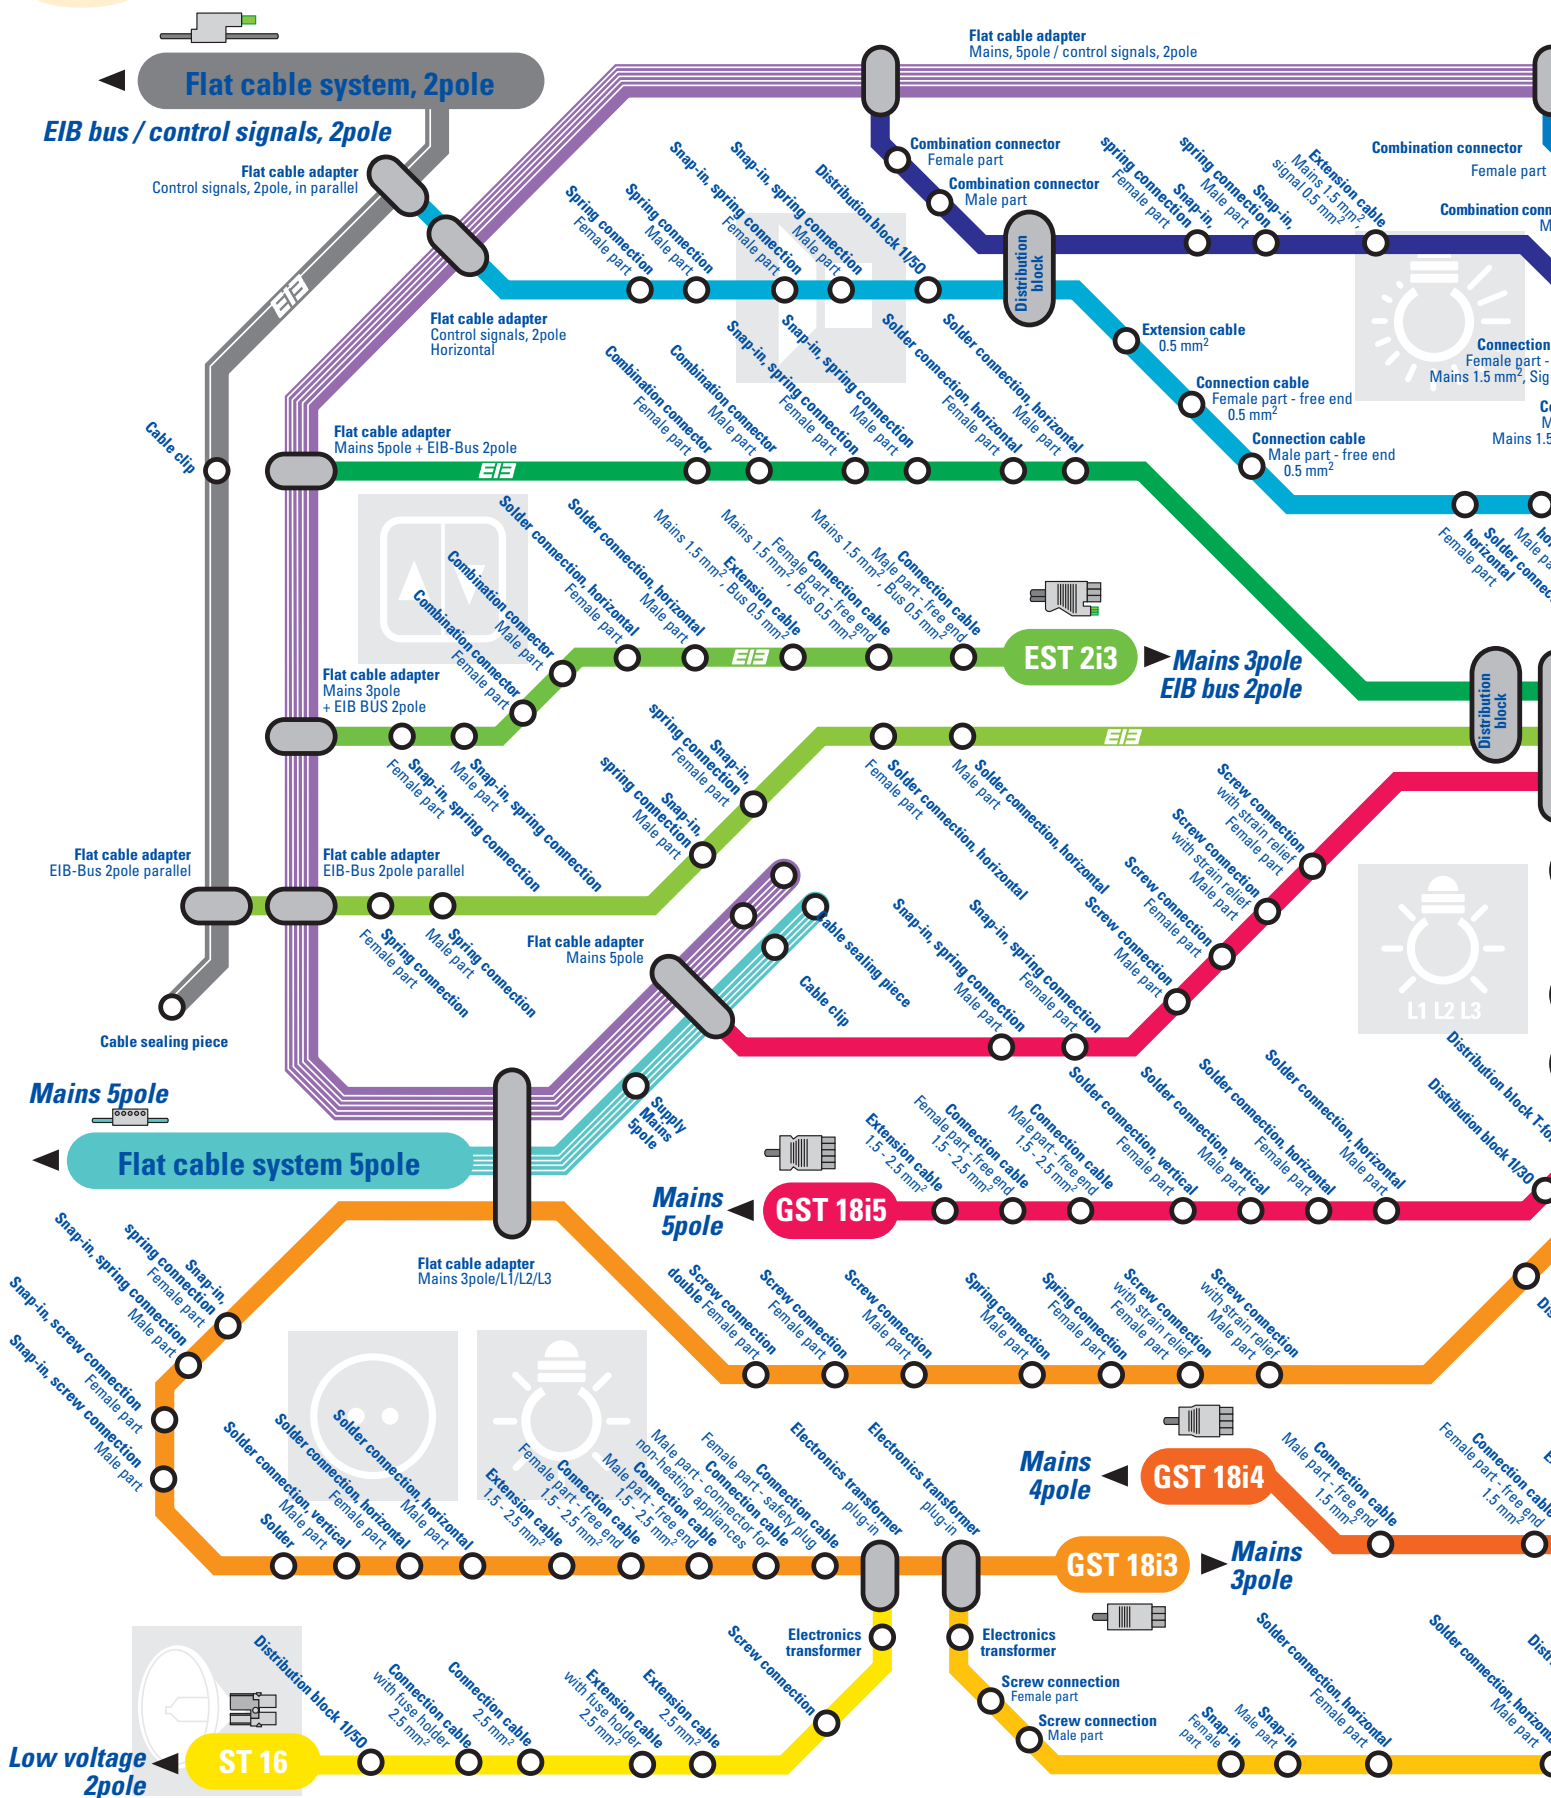 Flat cable system, 2pole
EIB bus / control signals, 2pole
Flat cable adapter
Mains, 5pole / control signals, 2pole
Flat cable adapter
Control signals, 2pole, in parallel
Combination connector
Female part
Combination connector
Male part
Combination connector
Female part
Spring connection
Female part
Spring connection
Male part
Snap-in, spring connection
Female part
Snap-in, spring connection
Male part
Distribution block 1I/5O
Distribution
block
Snap-in,
spring connection
Female part
Snap-in,
spring connection
Male part
Extension cable
Mains 1.5 mm²,
signal 0.5 mm²
Flat cable adapter
Control signals, 2pole
Horizontal
EIB
Extension cable
0.5 mm²
Connection cable
Female part - free end
0.5 mm²
Connection cable
Male part - free end
0.5 mm²
Connection
Female part -
Mains 1.5 mm², Sig
Mains 1.5
Cable clip
Flat cable adapter
Mains 5pole + EIB-Bus 2pole
EIB
Combination connector
Female part
Combination connector
Male part
Snap-in, spring connection
Female part
Snap-in, spring connection
Male part
Solder connection, horizontal
Female part
Solder connection, horizontal
Male part
horizontal
Female part
Combination connector
Female part
Combination connector
Male part
Solder connection, horizontal
Female part
Solder connection, horizontal
Male part
EIB
Extension cable
Mains 1.5 mm², Bus 0.5 mm²
Connection cable
Female part - free end
Mains 1.5 mm², Bus 0.5 mm²
Connection cable
Male part - free end
Mains 1.5 mm², Bus 0.5 mm²
EST 2i3
Mains 3pole
EIB bus 2pole
Flat cable adapter
Mains 3pole
+ EIB BUS 2pole
Snap-in, spring connection
Female part
Snap-in, spring connection
Male part
Snap-in,
spring connection
Male part
Snap-in,
spring connection
Female part
Solder connection, horizontal
Female part
Solder connection, horizontal
Male part
EIB
Distribution
block
Flat cable adapter
EIB-Bus 2pole parallel
Flat cable adapter
EIB-Bus 2pole parallel
Spring connection
Female part
Spring connection
Male part
Cable sealing piece
Flat cable adapter
Mains 5pole
Cable sealing piece
Cable clip
Snap-in, spring connection
Male part
Snap-in, spring connection
Female part
Screw connection
Male part
Screw connection
Female part
Screw connection
with strain relief
Male part
Screw connection
with strain relief
Female part
L1 L2 L3
Mains 5pole
Flat cable system 5pole
Supply
Mains
5pole
Flat cable adapter
Mains 3pole/L1/L2/L3
Mains
5pole
GST 18i5
Extension cable
1.5 - 2.5 mm²
Connection cable
Female part - free end
1.5 - 2.5 mm²
Connection cable
Male part - free end
1.5 - 2.5 mm²
Solder connection, vertical
Female part
Solder connection, vertical
Male part
Solder connection, horizontal
Female part
Solder connection, horizontal
Male part
Distribution block 1I/3O
Distribution block
Snap-in,
spring connection
Female part
Snap-in, spring connection
Male part
Snap-in, screw connection
Female part
Snap-in, screw connection
Male part
Screw connection
double Female part
Screw connection
Female part
Screw connection
Male part
Spring connection
Male part
Spring connection
Female part
Screw connection
with strain relief
Female part
Screw connection
with strain relief
Male part
Mains
4pole
GST 18i4
Connection cable
Male part - free end
1.5 mm²
Connection cable
Female part - free end
1.5 mm²
Solder
Solder connection, vertical
Male part
Solder connection, horizontal
Female part
Solder connection, horizontal
Male part
Extension cable
1.5 - 2.5 mm²
Connection cable
Female part - free end
1.5 - 2.5 mm²
Connection cable
Male part - free end
1.5 - 2.5 mm²
Connection cable
Male part - connector for
non-heating appliances
Connection cable
Female part - safety plug
Electronics transformer
plug-in
Electronics transformer
plug-in
GST 18i3
Mains
3pole
Electronics
transformer
Electronics
transformer
Screw connection
Female part
Screw connection
Male part
Snap-in
Female
part
Snap-in
Male part
Solder connection, horizontal
Female part
Solder connection, horizontal
Male part
Low voltage
2pole
ST 16
Distribution block 1I/5O
Connection cable
with fuse holder
2.5 mm²
Connection cable
2.5 mm²
Extension cable
with fuse holder
2.5 mm²
Extension cable
2.5 mm²
Screw connection